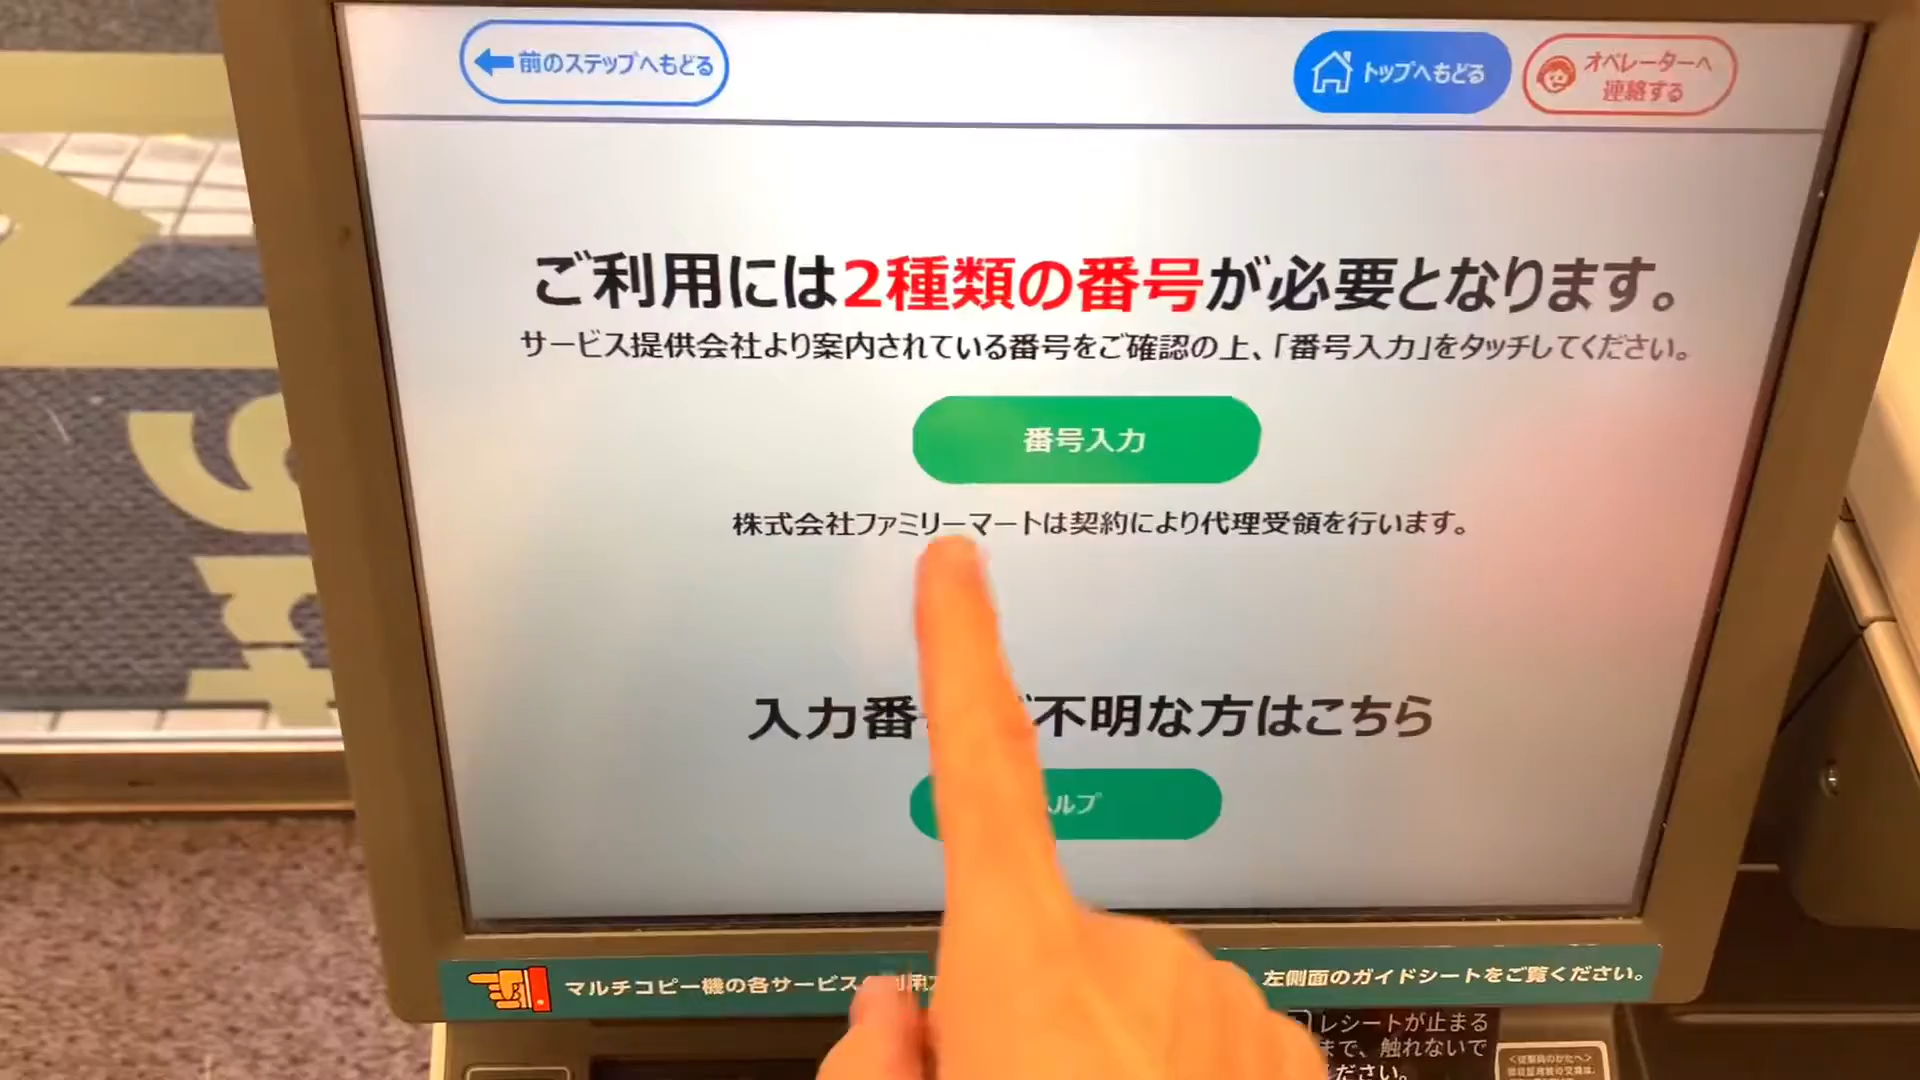 前のステップへもどる
トップへもどる
オペレーターへ
連絡する
ご利用には2種類の番号が必要となります。
サービス提供会社より案内されている番号をご確認の上、「番号入力」をタッチしてください。
番号入力
株式会社ファミリーマートは契約により代理受領を行います。
入力番 不明な方はこちら
ルプ
マルチコピー機の各サービス 利用 左側面のガイドシートをご覧ください。
レシートが止まる
まで、触れないで
ださい。